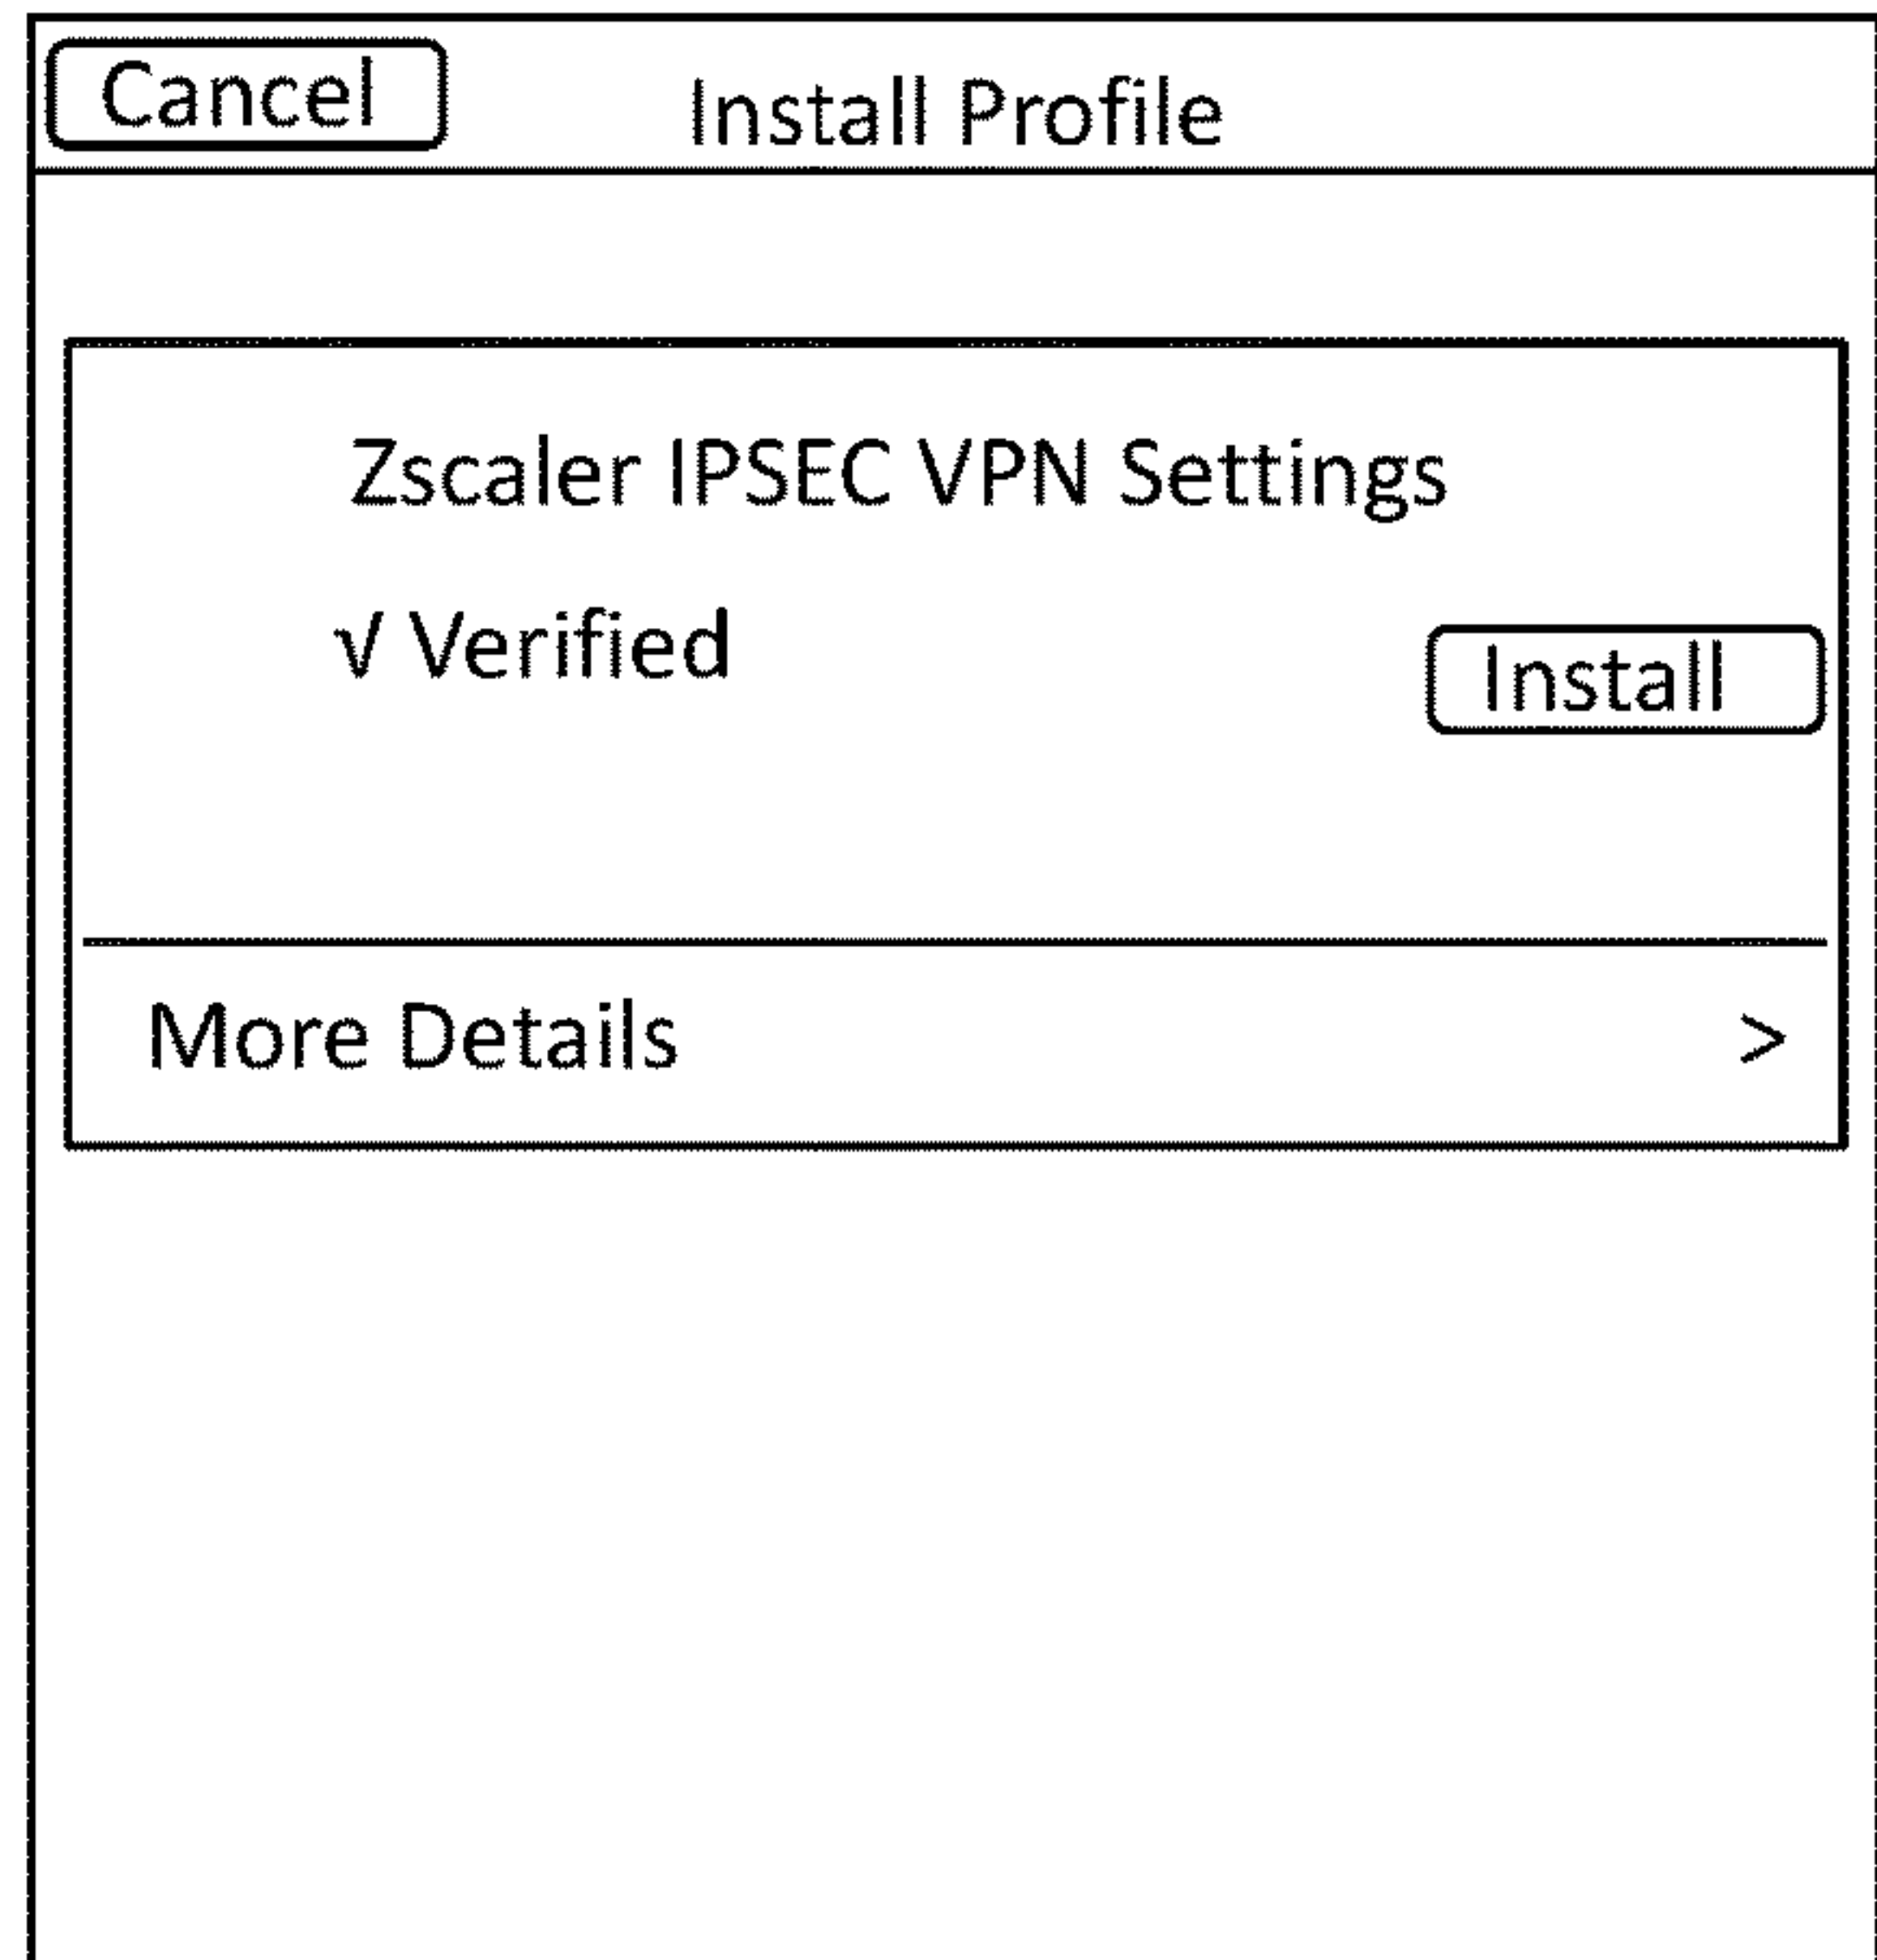 Cancel
Install Profile
Zscaler IPSEC VPN Settings
√ Verified
Install
More Details >